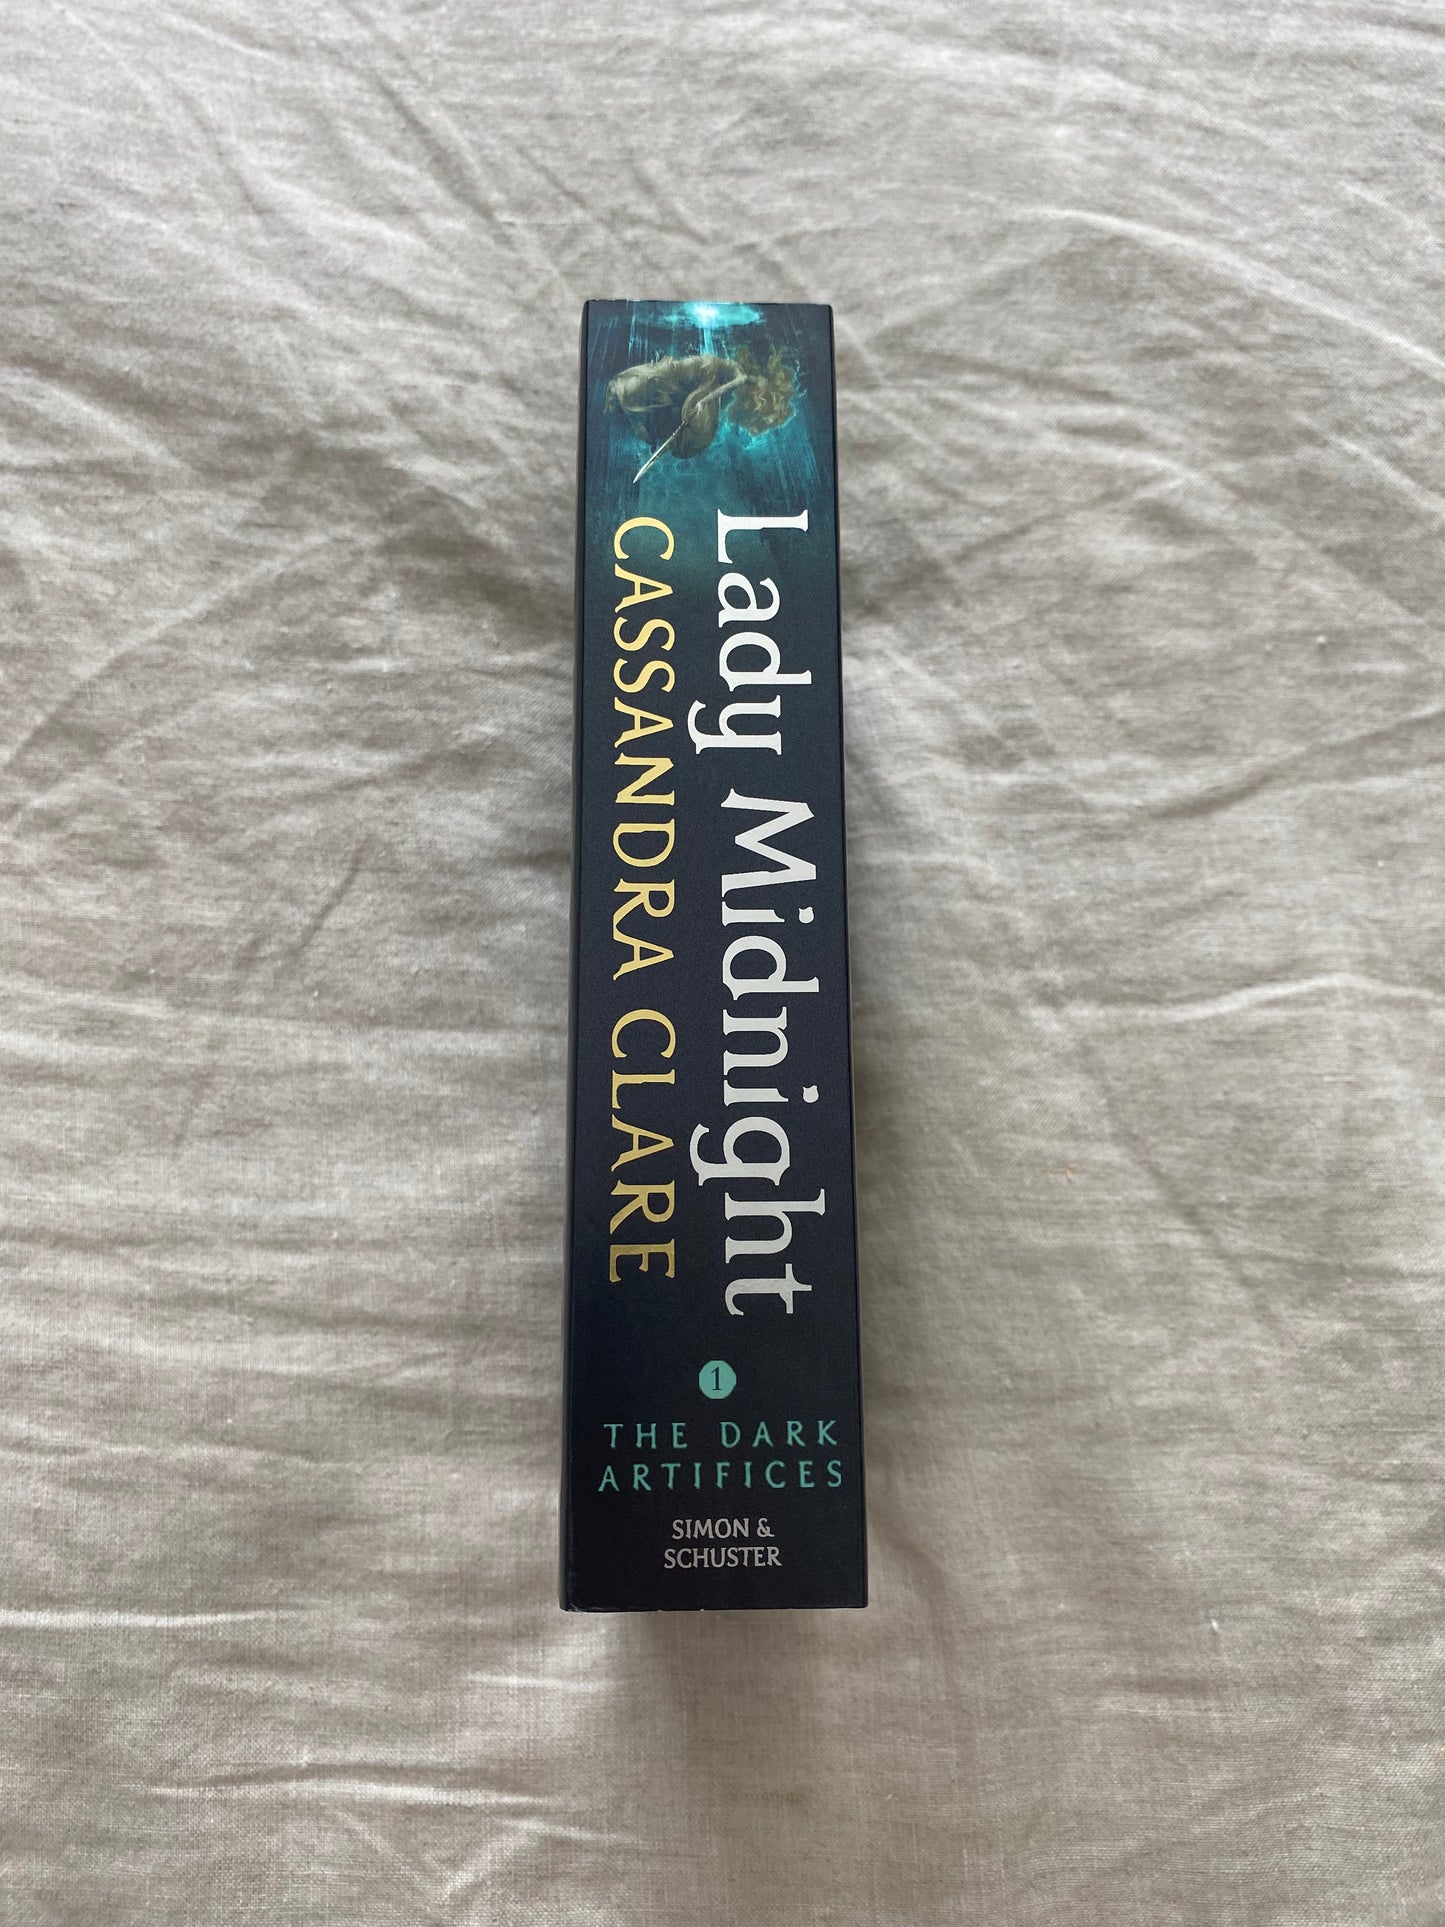 Lady Midnight
CASSANDRA CLARE
1
THE DARK
ARTIFICES
SIMON &
SCHUSTER